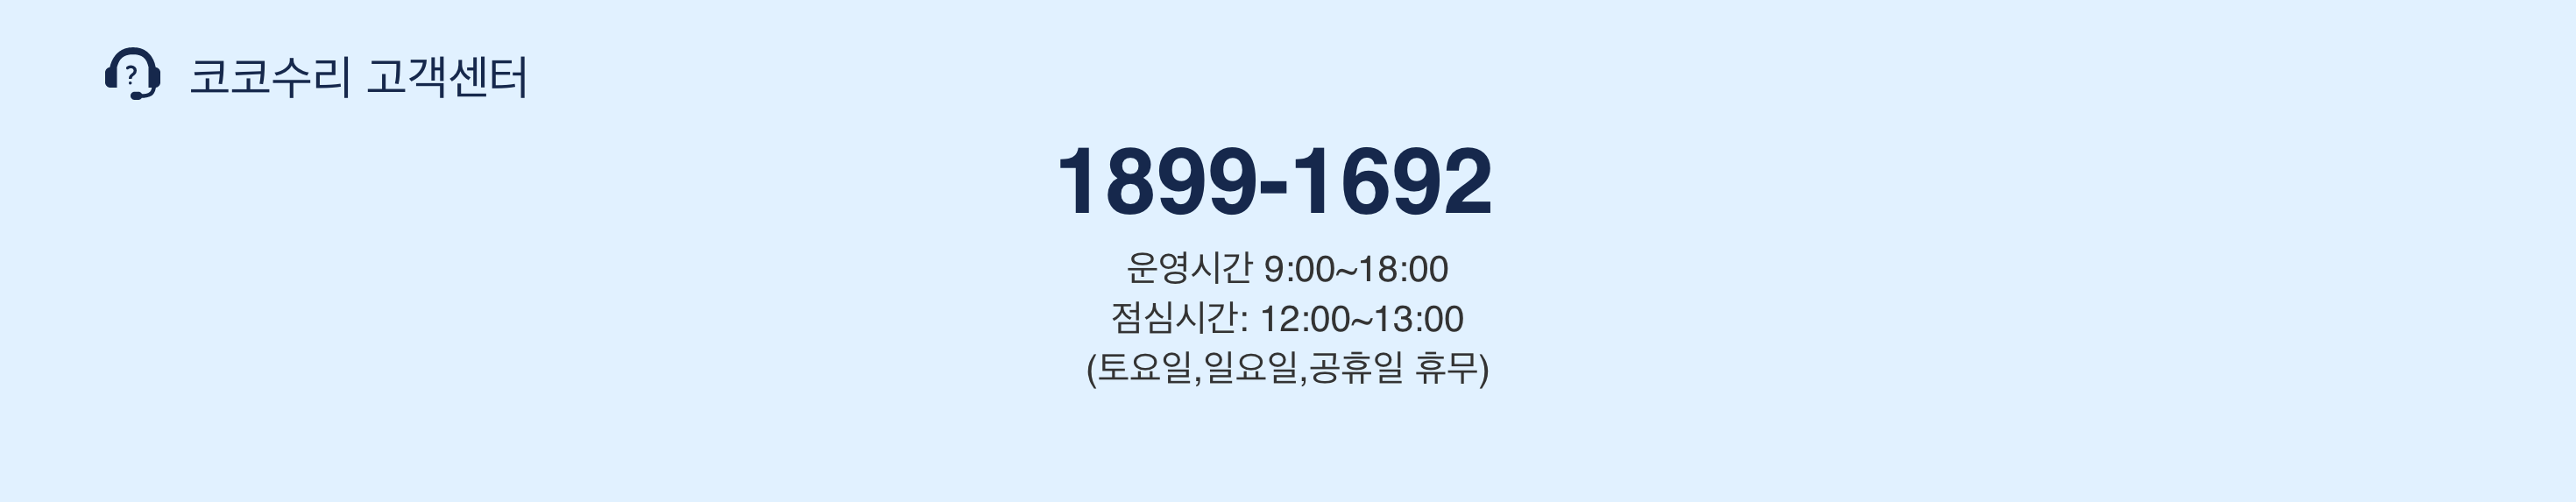 코코수리 고객센터
1899-1692
운영시간 9:00~18:00
점심시간: 12:00~13:00
(토요일,일요일,공휴일 휴무)